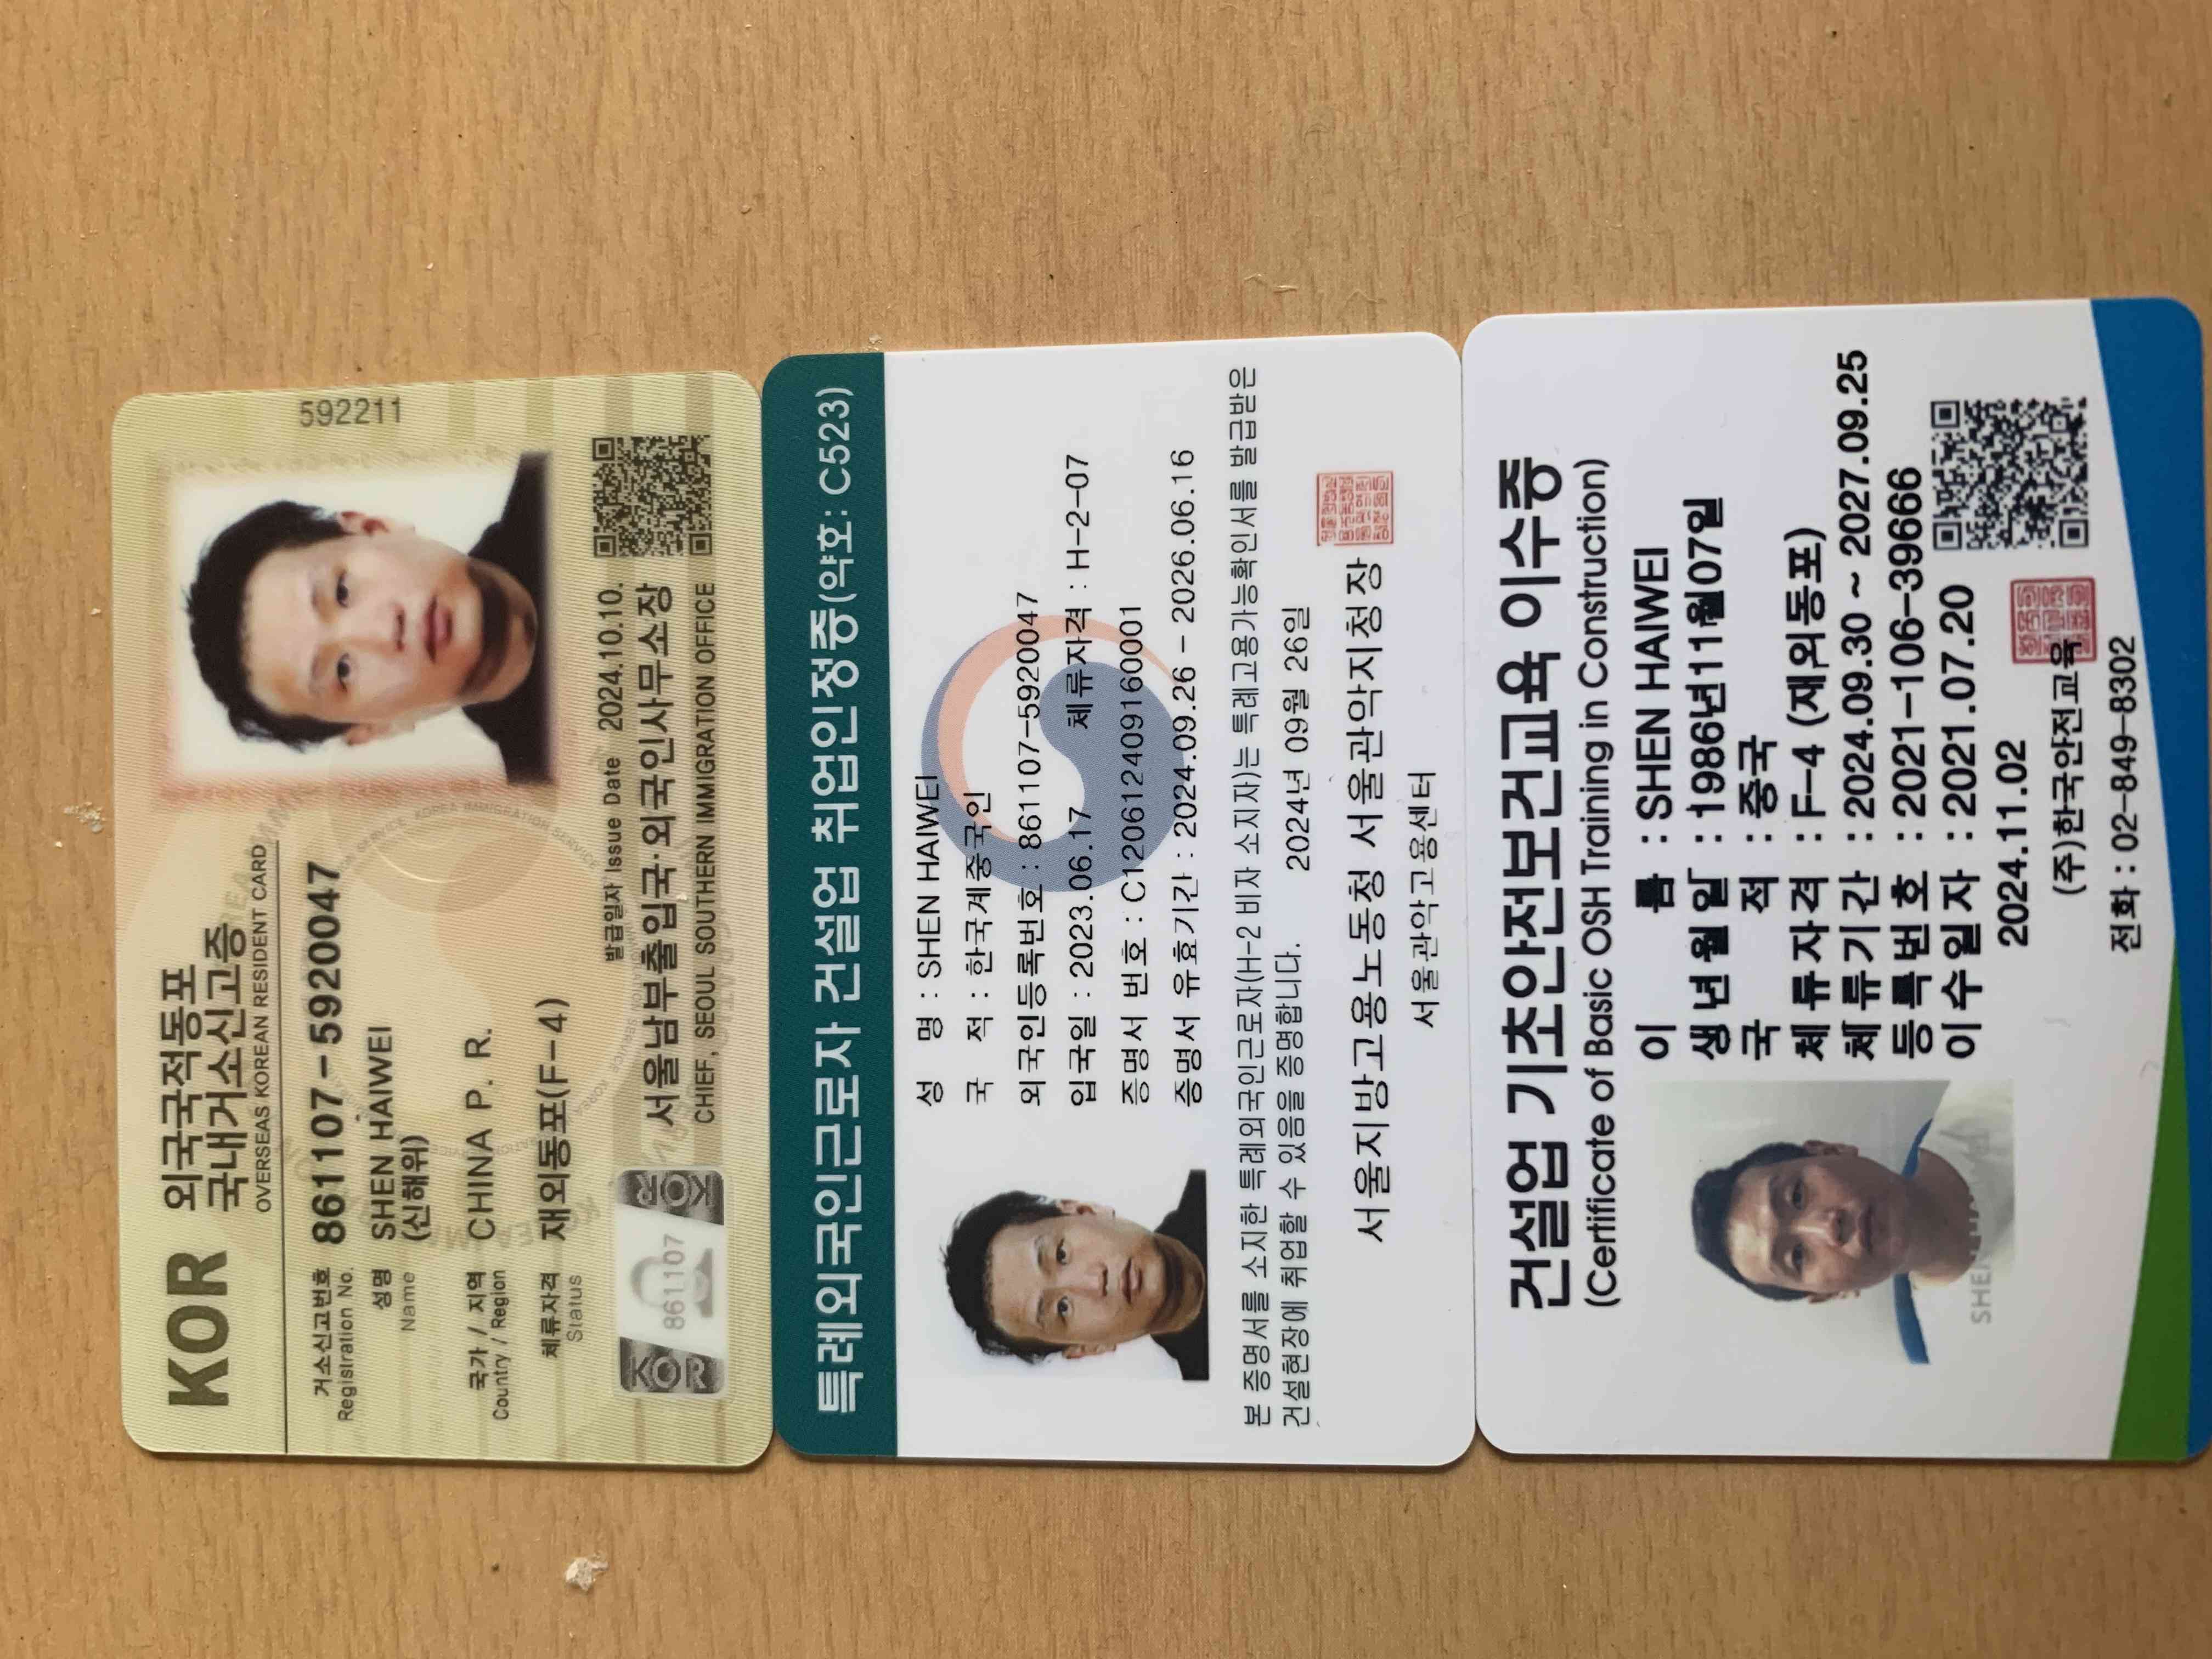 KOR 외국국적동포
국내거소신고증
OVERSEAS KOREAN RESIDENT CARD
592211
거소신고번호 861107-5920047
Registration No.
성명 SHEN HAIWEI
Name (신해위)
국가 / 지역 CHINA P. R.
Country / Region
체류자격 재외동포(F-4)
Status
발급일자 Issue Date 2024.10.10.
861107
KOR
서울남부출입국·외국인사무소장
CHIEF, SEOUL SOUTHERN IMMIGRATION OFFICE
특례외국인근로자 건설업 취업인정증(약호: C523)
성 명 : SHEN HAIWEI
국 적 : 한국계중국인
외국인등록번호 : 861107-5920047
입국일 : 2023.06.17 체류자격 : H-2-07
증명서 번호 : C120612409160001
증명서 유효기간 : 2024.09.26 - 2026.06.16
본 증명서를 소지한 특례외국인근로자(H-2 비자 소지자)는 특례고용가능확인서를 발급받은
건설현장에 취업할 수 있음을 증명합니다.
2024년 09월 26일
서울지방고용노동청 서울관악지청장
서울관악고용센터
건설업 기초안전보건교육 이수증
(Certificate of Basic OSH Training in Construction)
이 름 : SHEN HAIWEI
생년월일 : 1986년11월07일
국 적 : 중국
체류자격 : F-4 (재외동포)
체류기간 : 2024.09.30 ~ 2027.09.25
등록번호 : 2021-106-39666
이수일자 : 2021.07.20
2024.11.02
(주)한국안전교육
전화 : 02-849-8302